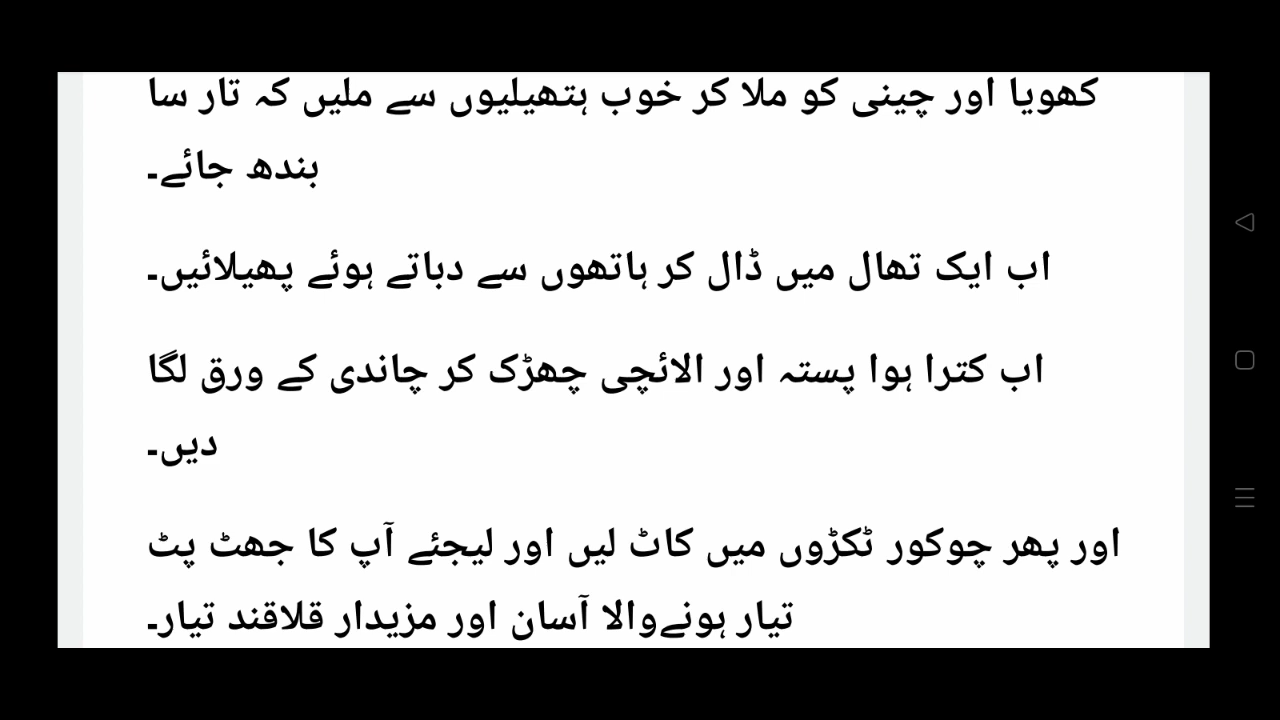 کھویا اور چینی کو ملا کر خوب ہتھیلیوں سے ملیں کہ تار سا
بندھ جائے۔
اب ایک تھال میں ڈال کر ہاتھوں سے دباتے ہوئے پھیلائیں۔
اب کترا ہوا پستہ اور الائچی چھڑک کر چاندی کے ورق لگا
دیں۔
اور پھر چوکور ٹکڑوں میں کاٹ لیں اور لیجئے آپ کا جھٹ پٹ
تیار ہونےوالا آسان اور مزیدار قلاقند تیار۔